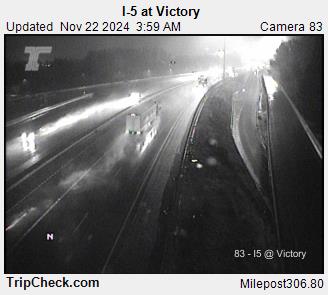 I-5 at Victory
Updated Nov 22 2024 3:59 AM Camera 83
T
N
83 - I5 @ Victory
TripCheck.com Milepost306.80